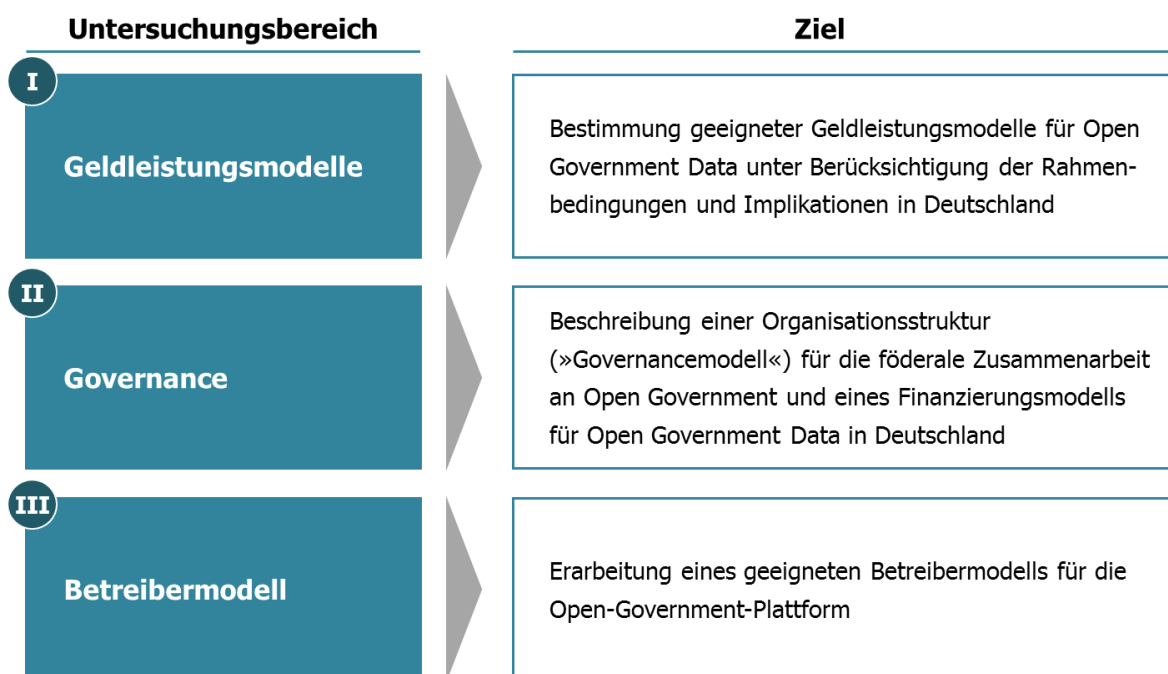 Untersuchungsbereich
Ziel
I
Geldleistungsmodelle
Bestimmung geeigneter Geldleistungsmodelle für Open
Government Data unter Berücksichtigung der Rahmen-
bedingungen und Implikationen in Deutschland
II
Governance
Beschreibung einer Organisationsstruktur
(»Governancemodell«) für die föderale Zusammenarbeit
an Open Government und eines Finanzierungsmodells
für Open Government Data in Deutschland
III
Betreibermodell
Erarbeitung eines geeigneten Betreibermodells für die
Open-Government-Plattform